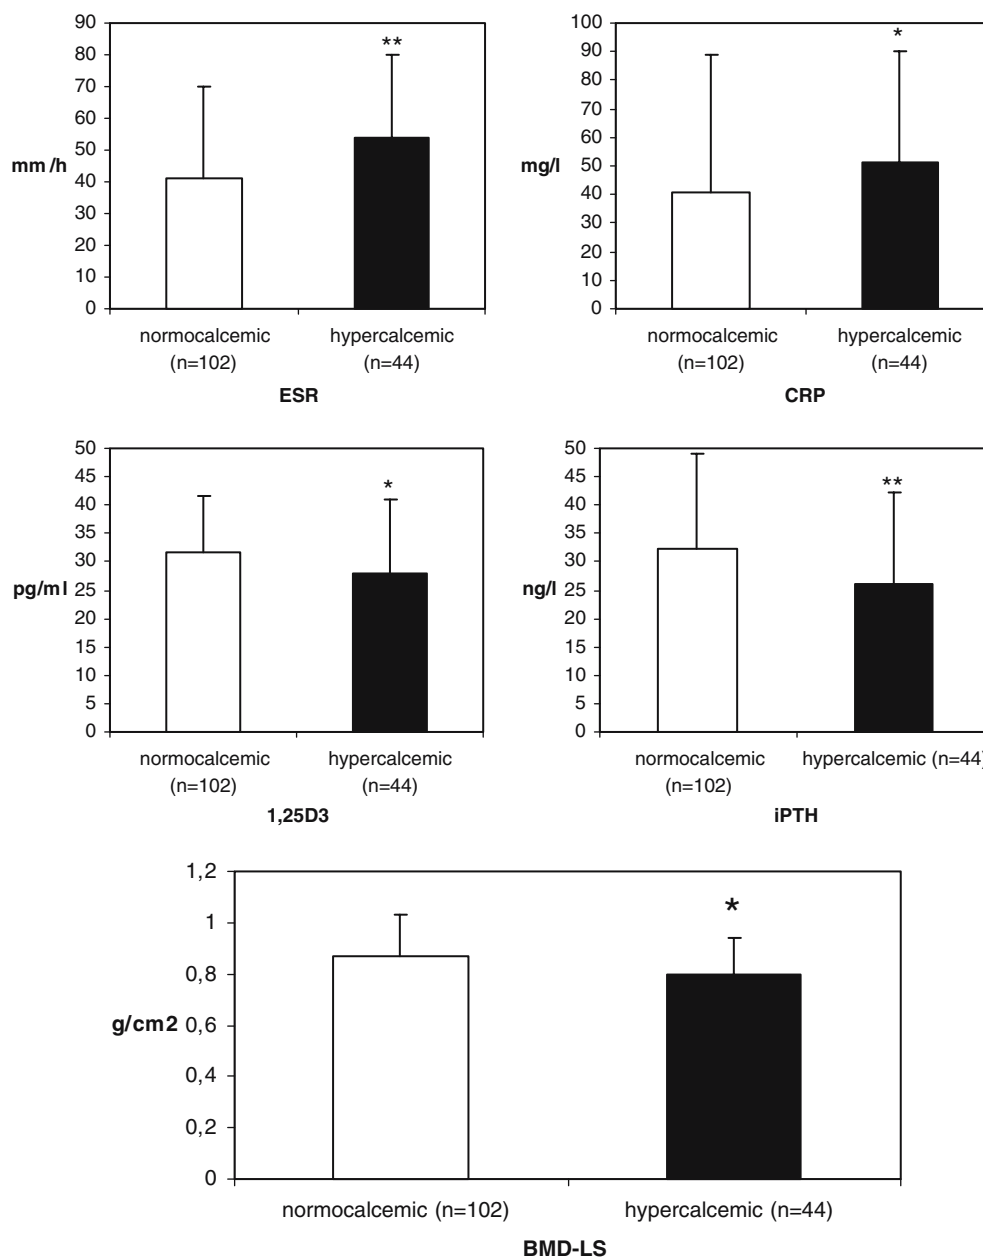 90
80
70
60
50
40
30
20
10
0
mm/h
**
normocalcemic
(n=102)
hypercalcemic
(n=44)
ESR
100
90
80
70
60
50
40
30
20
10
0
mg/l
*
normocalcemic
(n=102)
hypercalcemic
(n=44)
CRP
50
45
40
35
30
25
20
15
10
5
0
pg/ml
*
normocalcemic
(n=102)
hypercalcemic
(n=44)
1,25D3
50
45
40
35
30
25
20
15
10
5
0
ng/l
**
normocalcemic
(n=102)
hypercalcemic (n=44)
iPTH
1,2
1
0,8
0,6
0,4
0,2
0
g/cm2
*
normocalcemic (n=102)
hypercalcemic (n=44)
BMD-LS